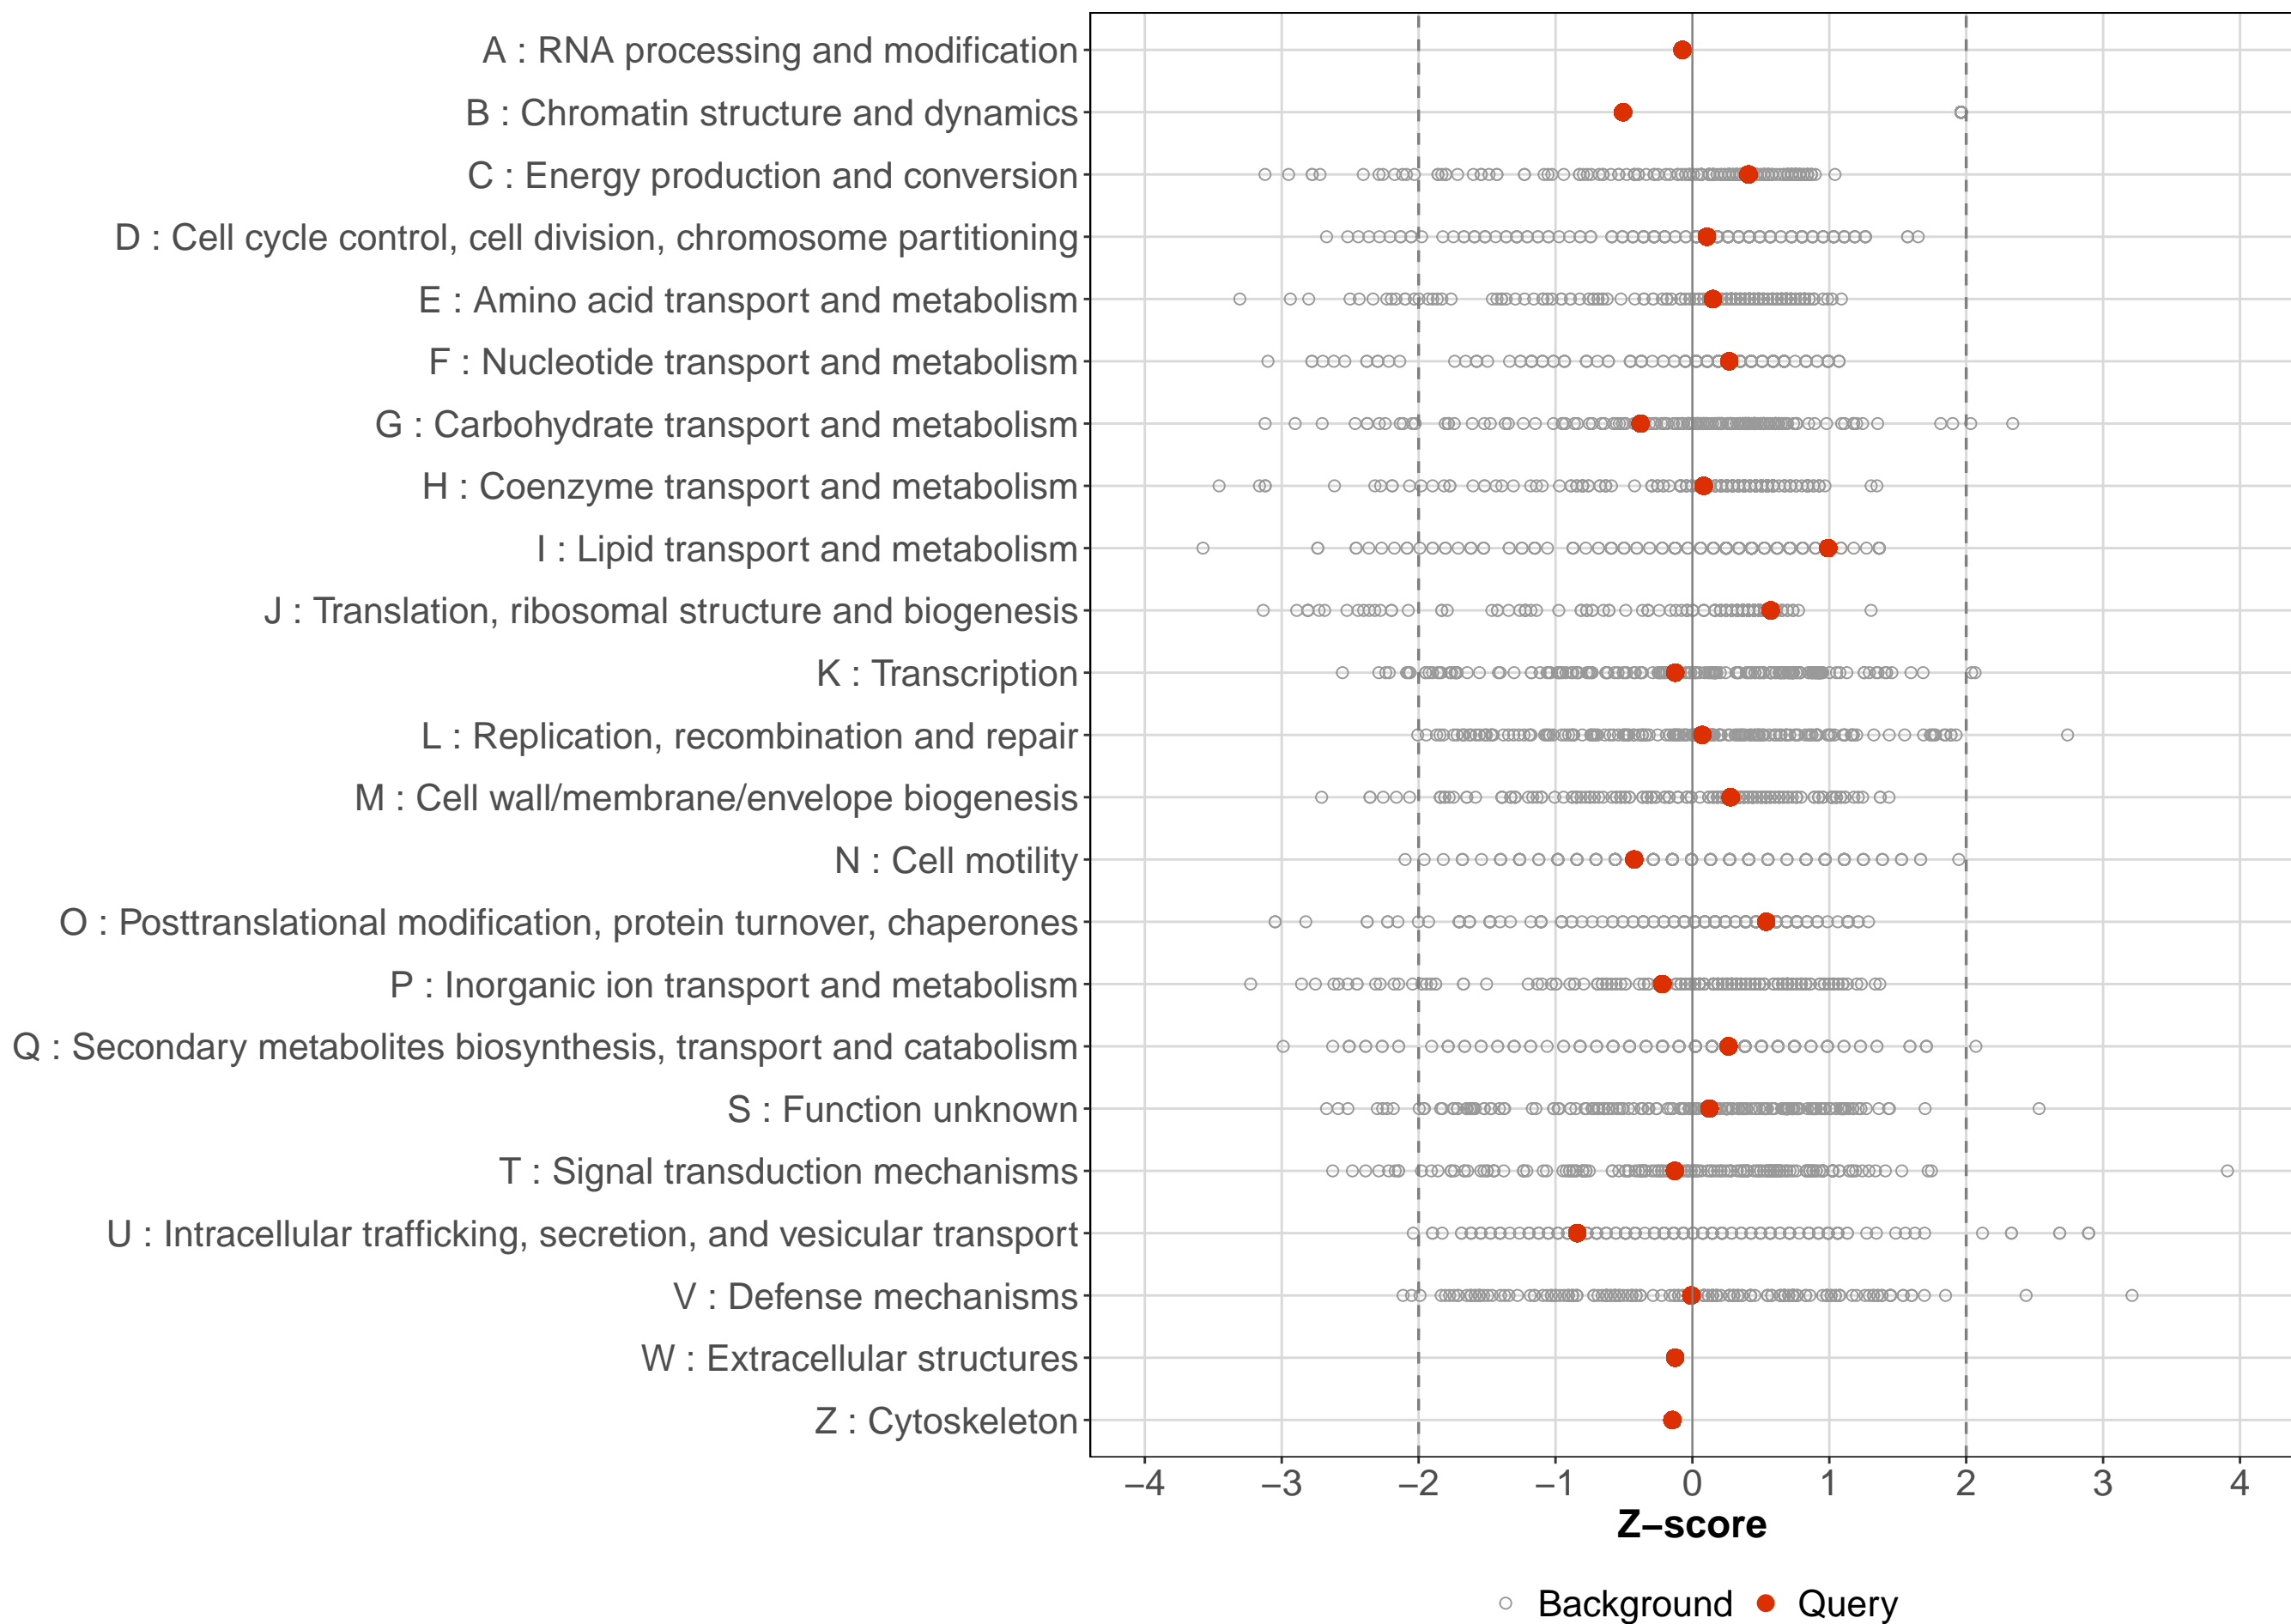 A : RNA processing and modification
B : Chromatin structure and dynamics
C : Energy production and conversion
D : Cell cycle control, cell division, chromosome partitioning
E : Amino acid transport and metabolism
F : Nucleotide transport and metabolism
G : Carbohydrate transport and metabolism
H : Coenzyme transport and metabolism
I : Lipid transport and metabolism
J : Translation, ribosomal structure and biogenesis
K : Transcription
L : Replication, recombination and repair
M : Cell wall/membrane/envelope biogenesis
N : Cell motility
O : Posttranslational modification, protein turnover, chaperones
P : Inorganic ion transport and metabolism
Q : Secondary metabolites biosynthesis, transport and catabolism
S : Function unknown
T : Signal transduction mechanisms
U : Intracellular trafficking, secretion, and vesicular transport
V : Defense mechanisms
W : Extracellular structures
Z : Cytoskeleton
−4 −3 −2 −1 0 1 2 3 4
Z−score
Background Query